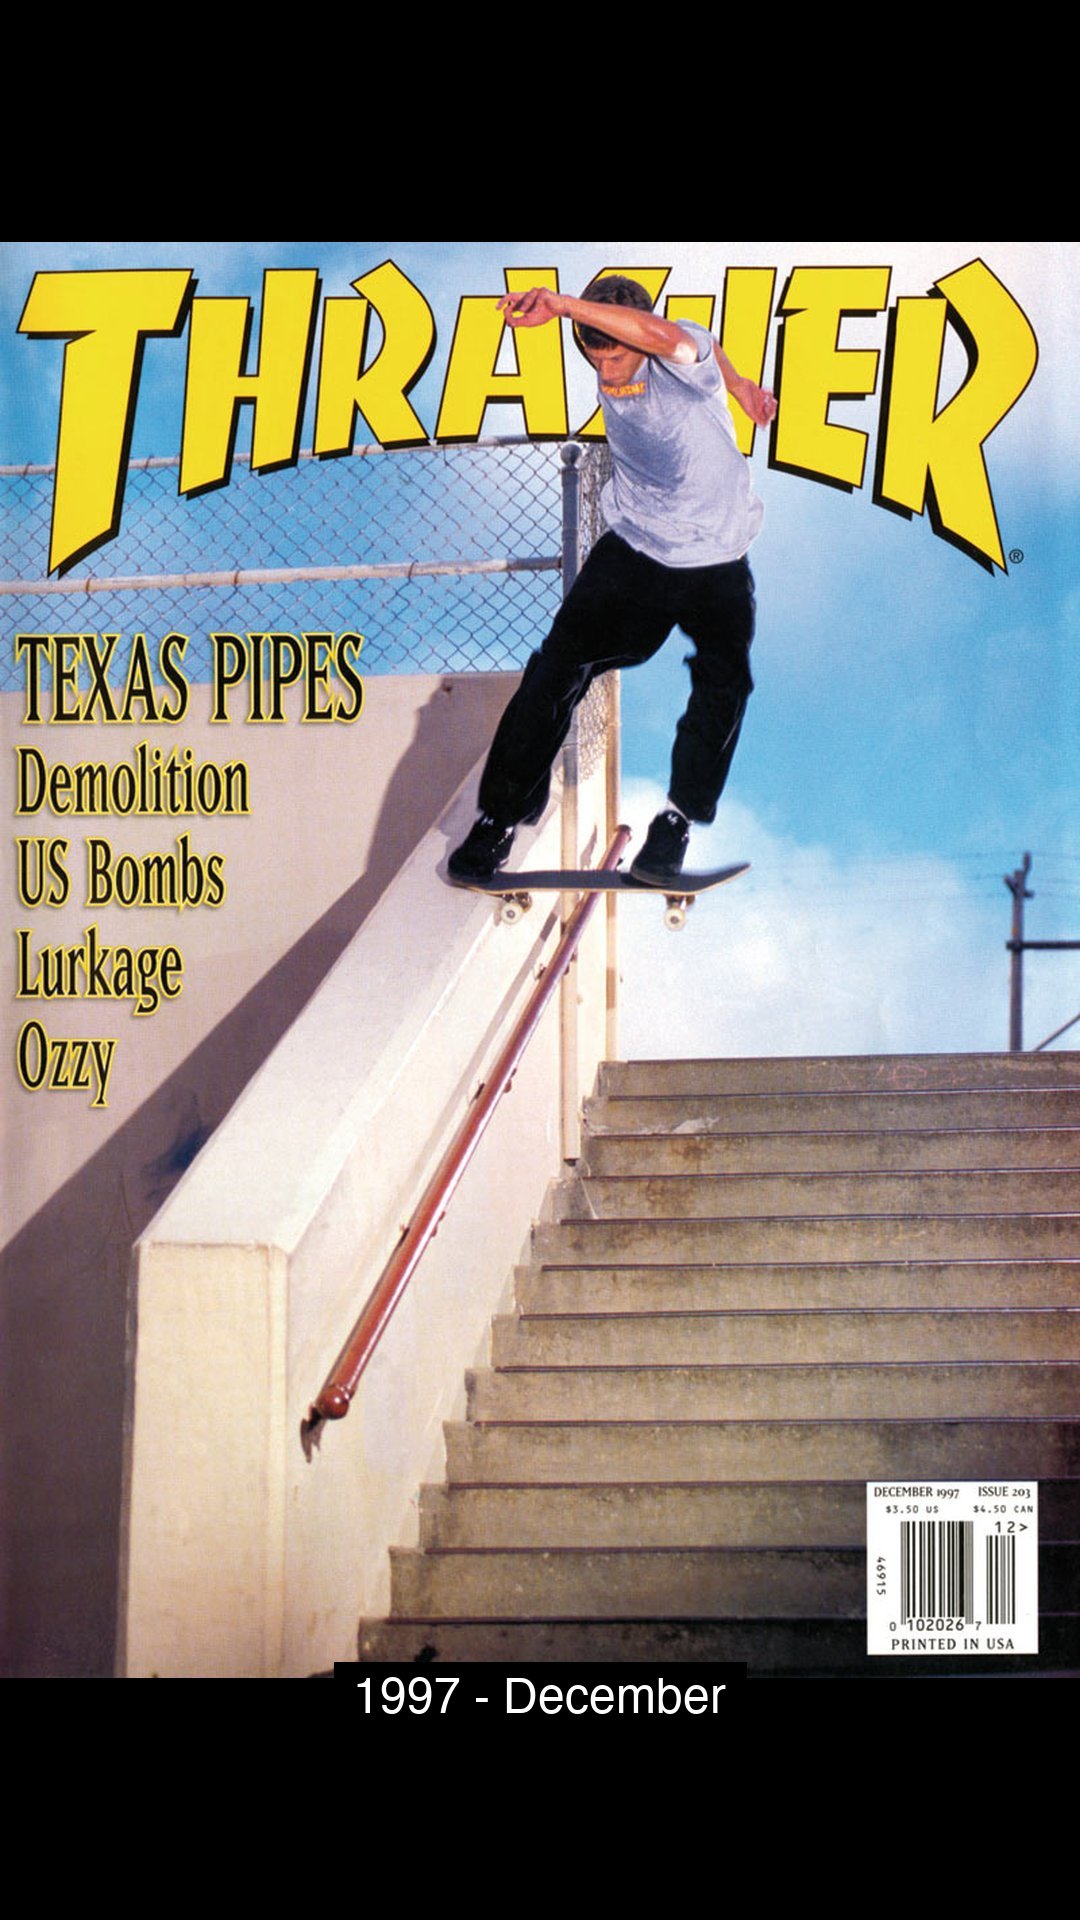 THRASHER®
TEXAS PIPES
Demolition
US Bombs
Lurkage
Ozzy
DECEMBER 1997 ISSUE 203
$3.50 US $4.50 CAN
12>
46915
0 102026 7
PRINTED IN USA
1997 - December